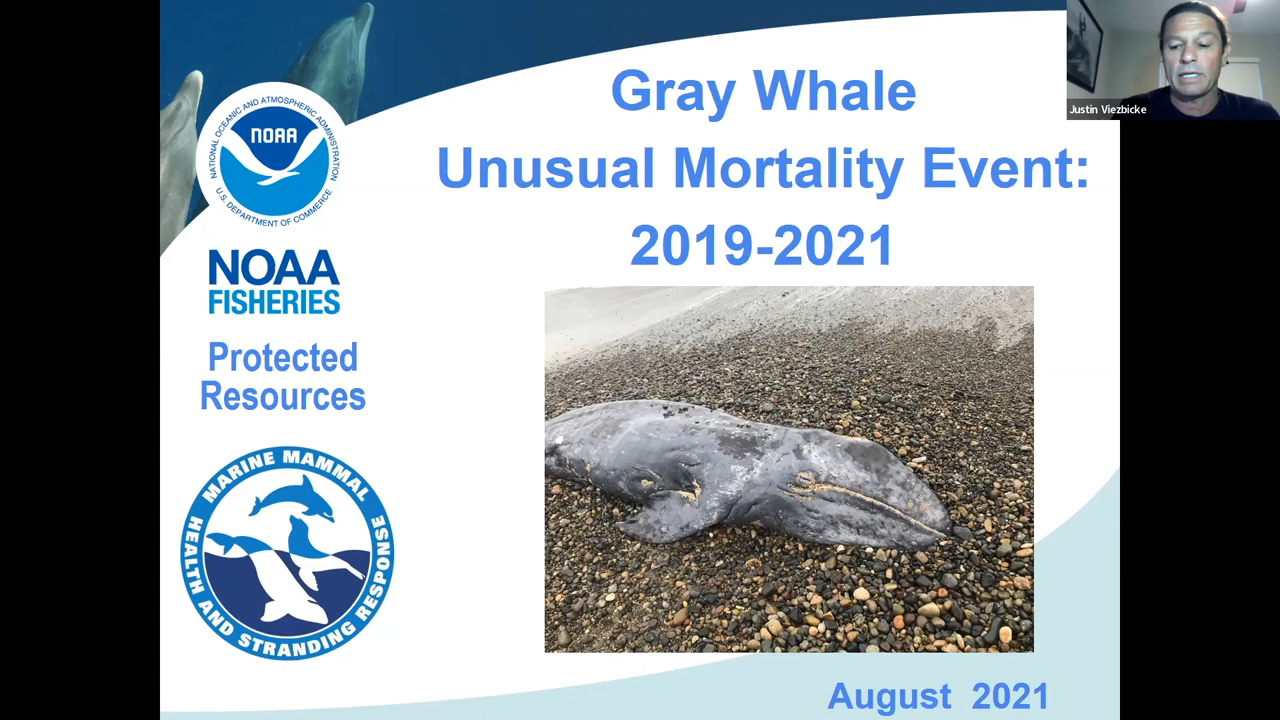 Gray Whale
Unusual Mortality Event:
2019-2021
Justin Viezbicke
NATIONAL OCEANIC AND ATMOSPHERIC ADMINISTRATION
NOAA
U.S. DEPARTMENT OF COMMERCE
NOAA
FISHERIES
Protected
Resources
MARINE MAMMAL
HEALTH AND STRANDING RESPONSE
August 2021